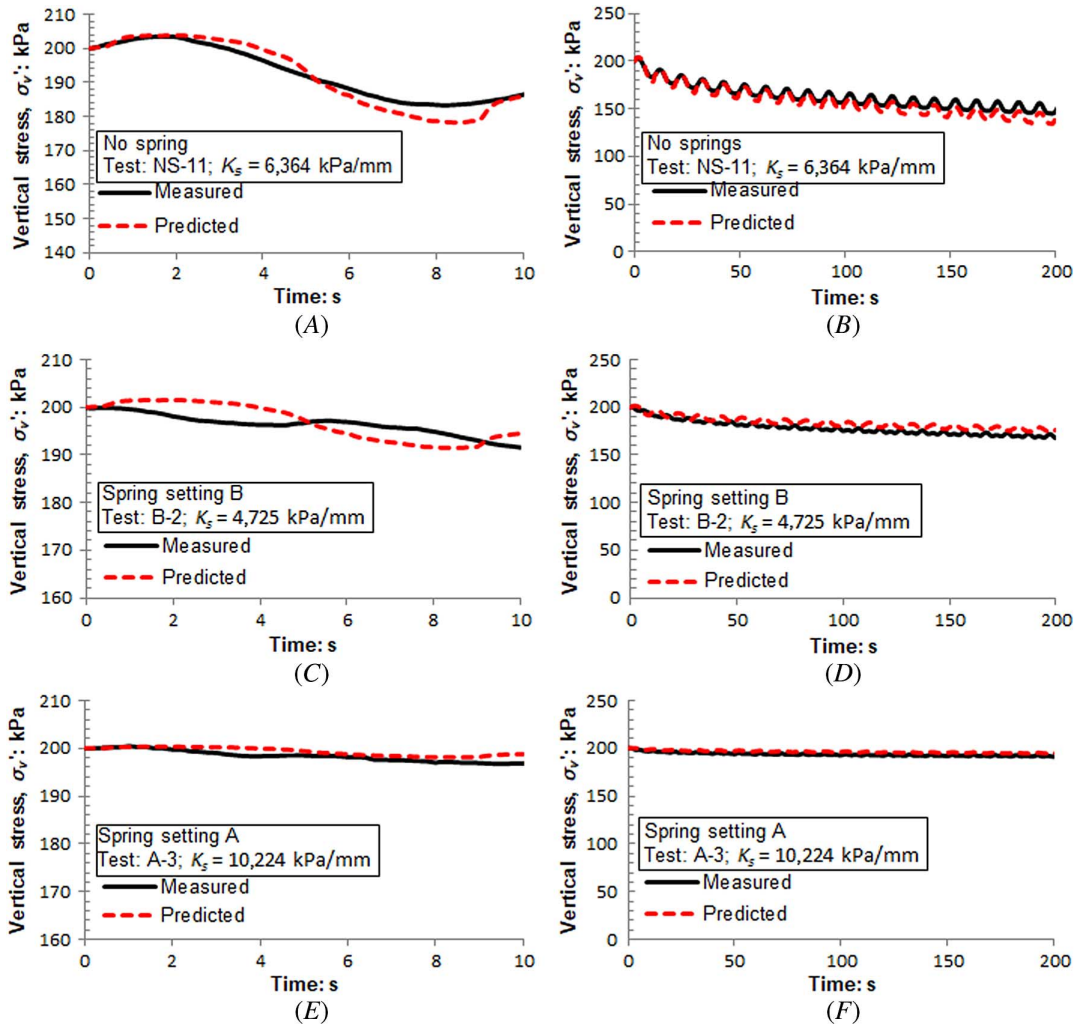 Vertical stress, σv': kPa
210
200
190
180
170
160
150
140
No spring
Test: NS-11; Ks = 6,364 kPa/mm
Measured
Predicted
0 2 4 6 8 10
Time: s
(A)
Vertical stress, σv': kPa
250
200
150
100
50
0
No springs
Test: NS-11; Ks = 6,364 kPa/mm
Measured
Predicted
0 50 100 150 200
Time: s
(B)
Vertical stress, σv': kPa
210
200
190
180
170
160
Spring setting B
Test: B-2; Ks = 4,725 kPa/mm
Measured
Predicted
0 2 4 6 8 10
Time: s
(C)
Vertical stress, σv': kPa
250
200
150
100
50
0
Spring setting B
Test: B-2; Ks = 4,725 kPa/mm
Measured
Predicted
0 50 100 150 200
Time: s
(D)
Vertical stress, σv': kPa
210
200
190
180
170
160
Spring setting A
Test: A-3; Ks = 10,224 kPa/mm
Measured
Predicted
0 2 4 6 8 10
Time: s
(E)
Vertical stress, σv': kPa
250
200
150
100
50
0
Spring setting A
Test: A-3; Ks = 10,224 kPa/mm
Measured
Predicted
0 50 100 150 200
Time: s
(F)